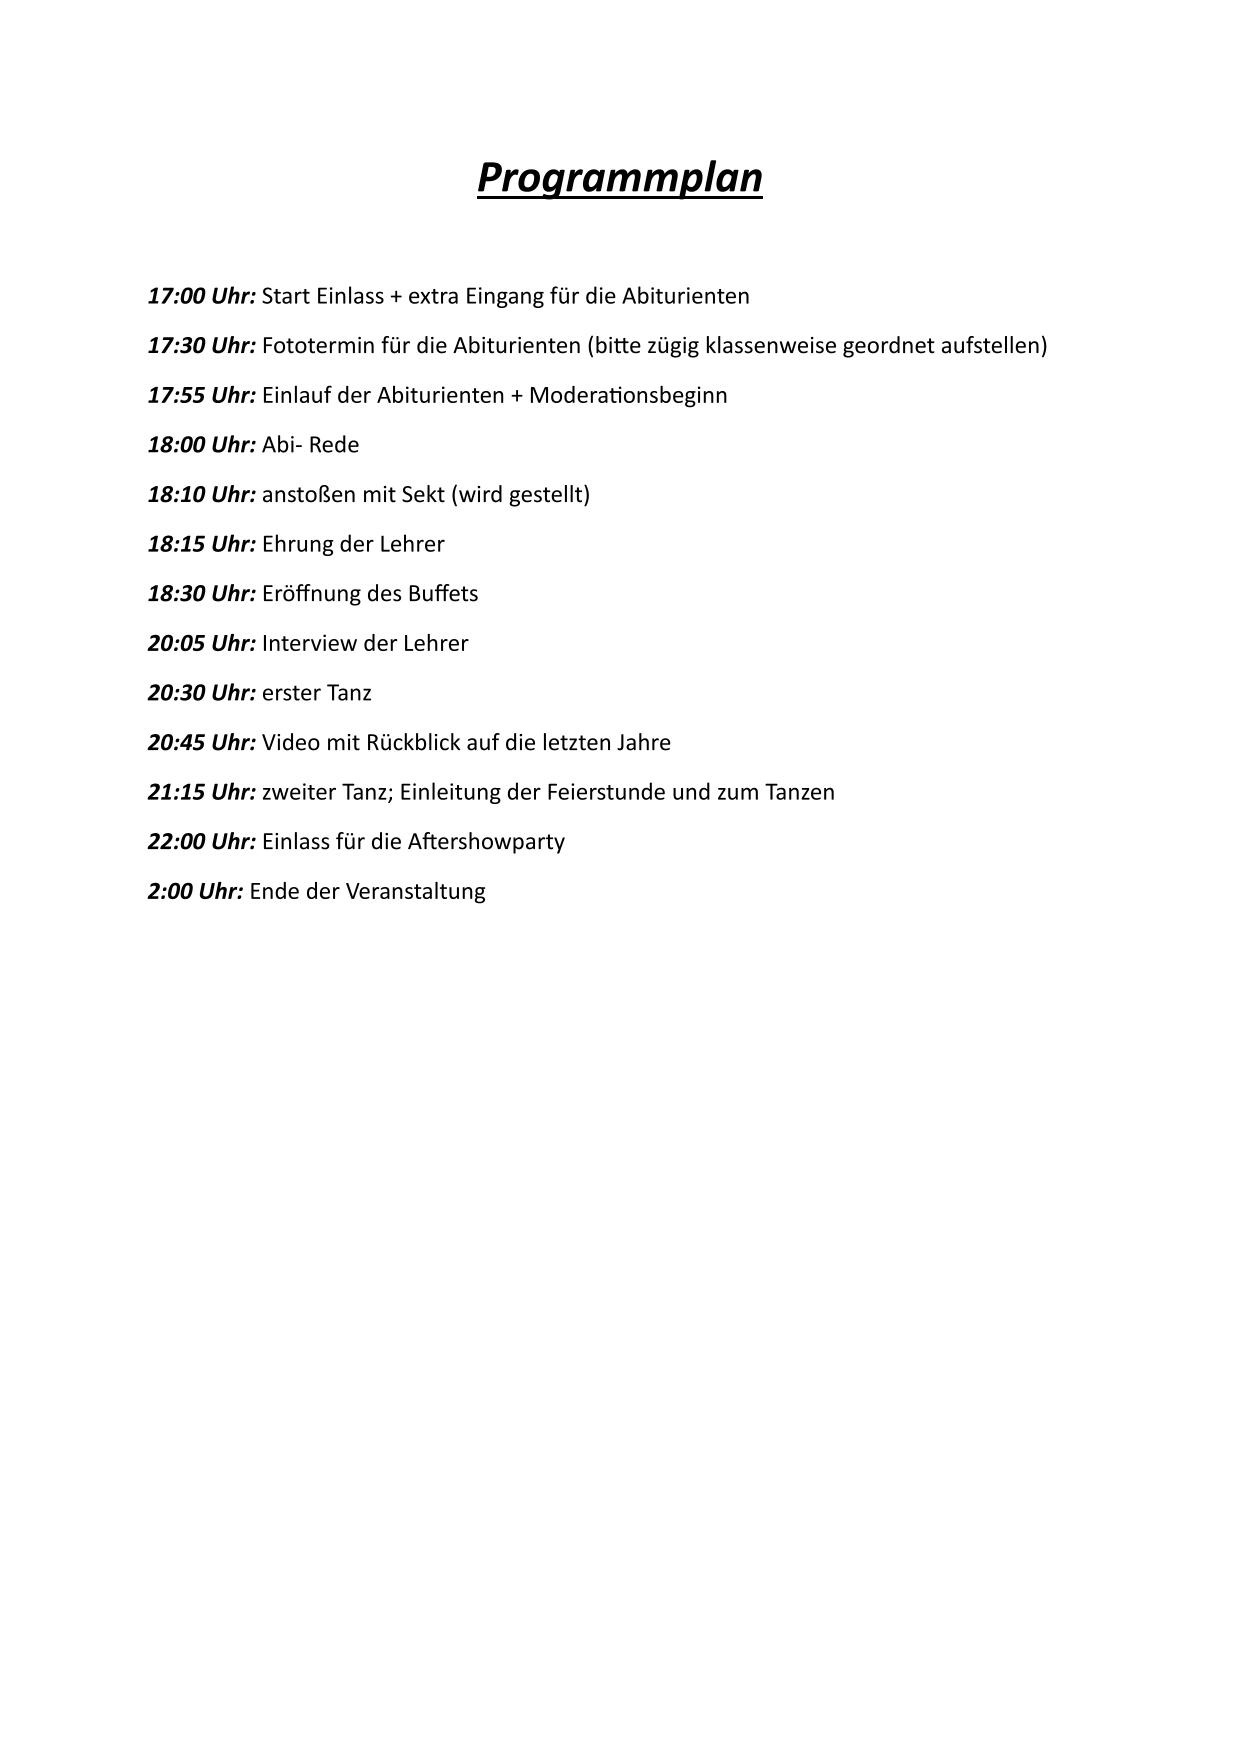 Programmplan
17:00 Uhr: Start Einlass + extra Eingang für die Abiturienten
17:30 Uhr: Fototermin für die Abiturienten (bitte zügig klassenweise geordnet aufstellen)
17:55 Uhr: Einlauf der Abiturienten + Moderationsbeginn
18:00 Uhr: Abi- Rede
18:10 Uhr: anstoßen mit Sekt (wird gestellt)
18:15 Uhr: Ehrung der Lehrer
18:30 Uhr: Eröffnung des Buffets
20:05 Uhr: Interview der Lehrer
20:30 Uhr: erster Tanz
20:45 Uhr: Video mit Rückblick auf die letzten Jahre
21:15 Uhr: zweiter Tanz; Einleitung der Feierstunde und zum Tanzen
22:00 Uhr: Einlass für die Aftershowparty
2:00 Uhr: Ende der Veranstaltung